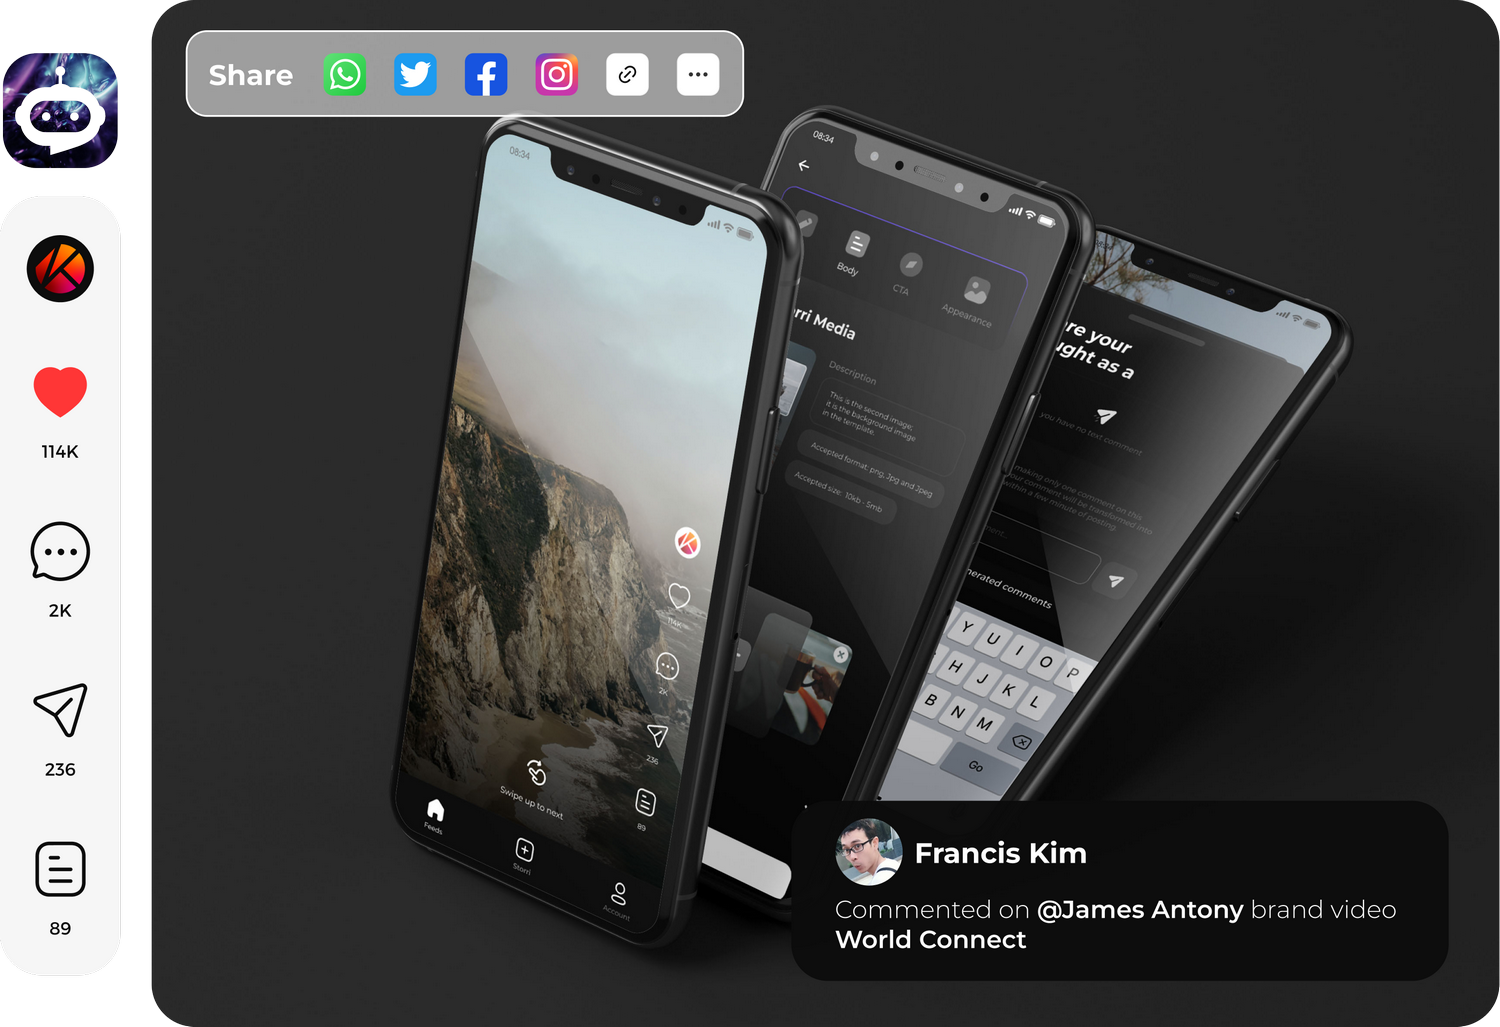 Share
114K
2K
236
89
08:34
114K
2K
236
89
Swipe up to next
Feeds
Storri
Account
08:34
Body
CTA
Appearance
rri Media
Description
This is the second image;
it is the background image
in the template.
Accepted format: png, Jpg and Jpeg
Accepted size: 10kb - 5mb
re your
ught as a
you have no text comment
making only one comment on this
our comment will be transformed into
within a few minute of posting.
ment..
nerated comments
Y U I O P
H J K L
B N M
Go
Francis Kim
Commented on @James Antony brand video
World Connect